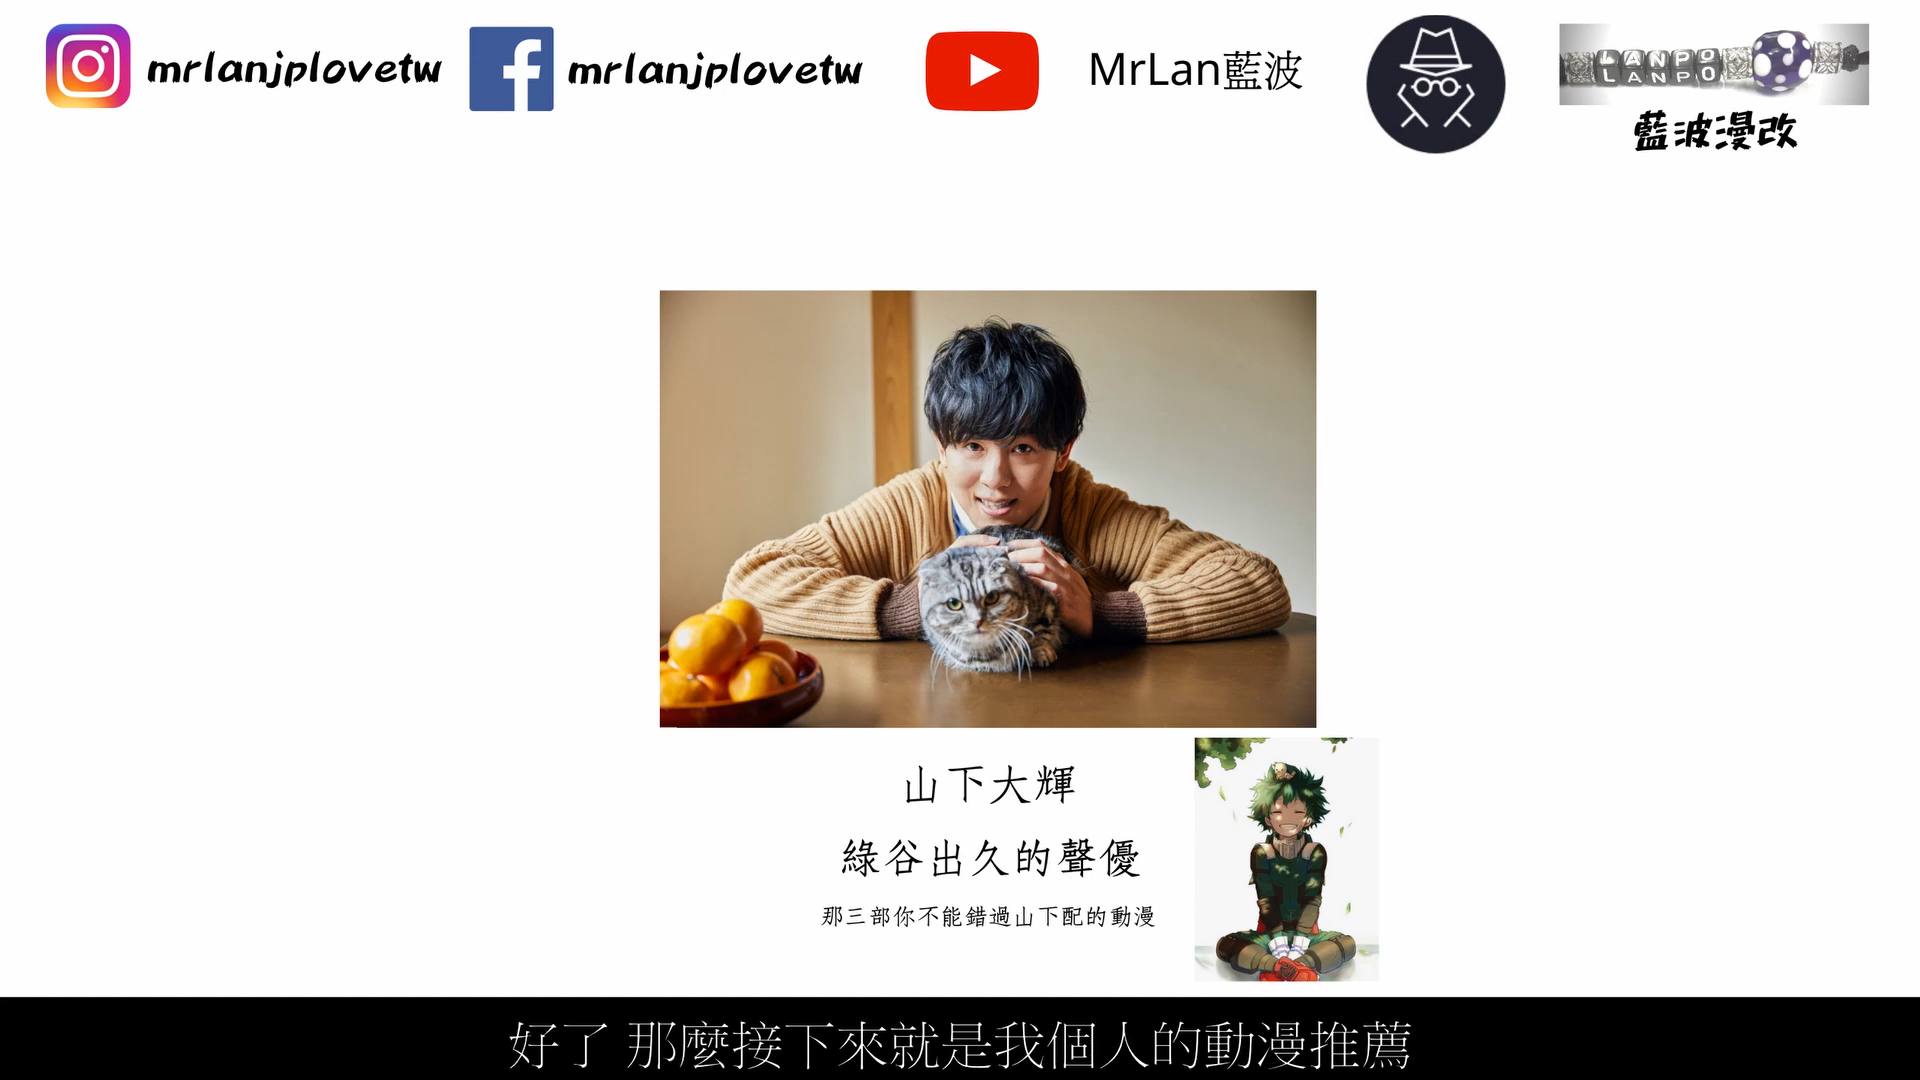 mrlanjplovetw
mrlanjplovetw
MrLan藍波
LANPO
LANPO
藍波漫改
山下大輝
綠谷出久的聲優
那三部你不能錯過山下配的動漫
好了 那麼接下來就是我個人的動漫推薦